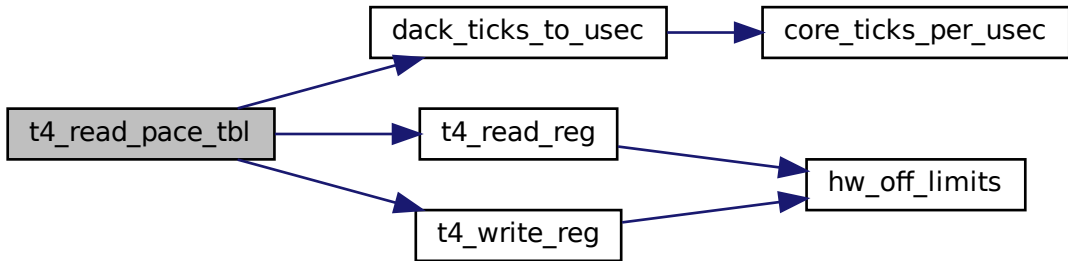 dack_ticks_to_usec
core_ticks_per_usec
t4_read_pace_tbl
t4_read_reg
hw_off_limits
t4_write_reg